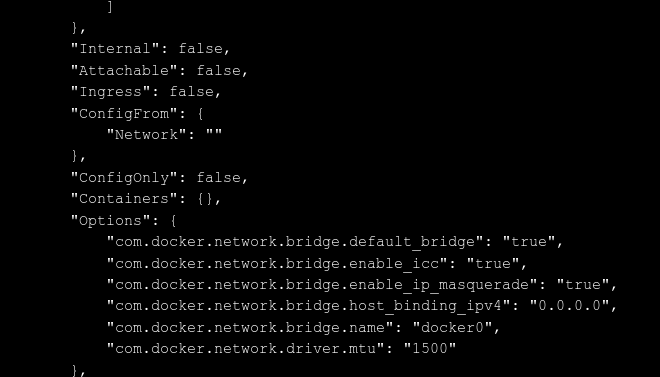 ]
},
"Internal": false,
"Attachable": false,
"Ingress": false,
"ConfigFrom": {
"Network": ""
},
"ConfigOnly": false,
"Containers": {},
"Options": {
"com.docker.network.bridge.default_bridge": "true",
"com.docker.network.bridge.enable_icc": "true",
"com.docker.network.bridge.enable_ip_masquerade": "true",
"com.docker.network.bridge.host_binding_ipv4": "0.0.0.0",
"com.docker.network.bridge.name": "docker0",
"com.docker.network.driver.mtu": "1500"
},